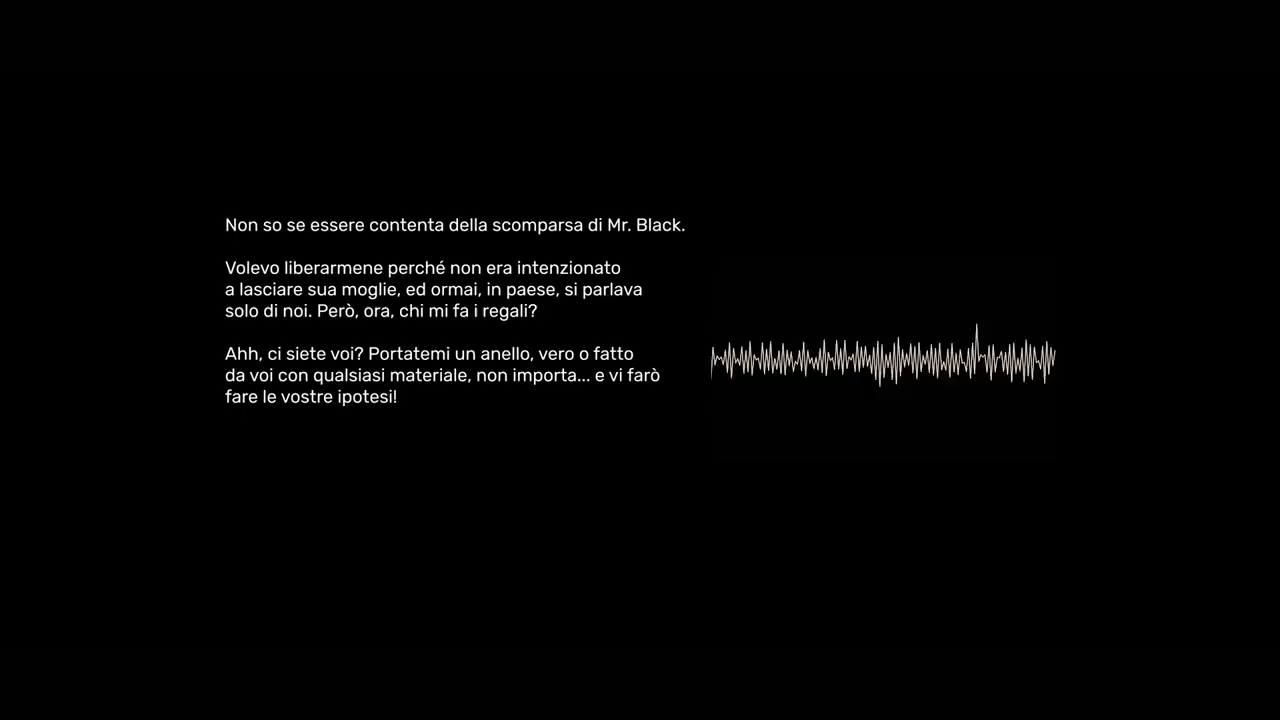 Non so se essere contenta della scomparsa di Mr. Black.
Volevo liberarmene perché non era intenzionato
a lasciare sua moglie, ed ormai, in paese, si parlava
solo di noi. Però, ora, chi mi fa i regali?
Ahh, ci siete voi? Portatemi un anello, vero o fatto
da voi con qualsiasi materiale, non importa... e vi farò
fare le vostre ipotesi!